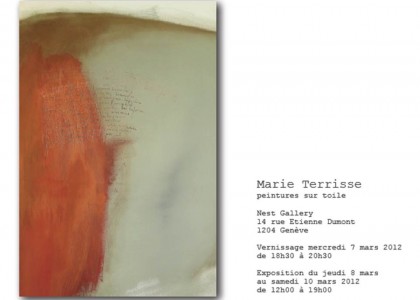 Marie Terrisse
peintures sur toile
Nest Gallery
14 rue Etienne Dumont
1204 Genève
Vernissage mercredi 7 mars 2012
de 18h30 à 20h30
Exposition du jeudi 8 mars
au samedi 10 mars 2012
de 12h00 à 19h00